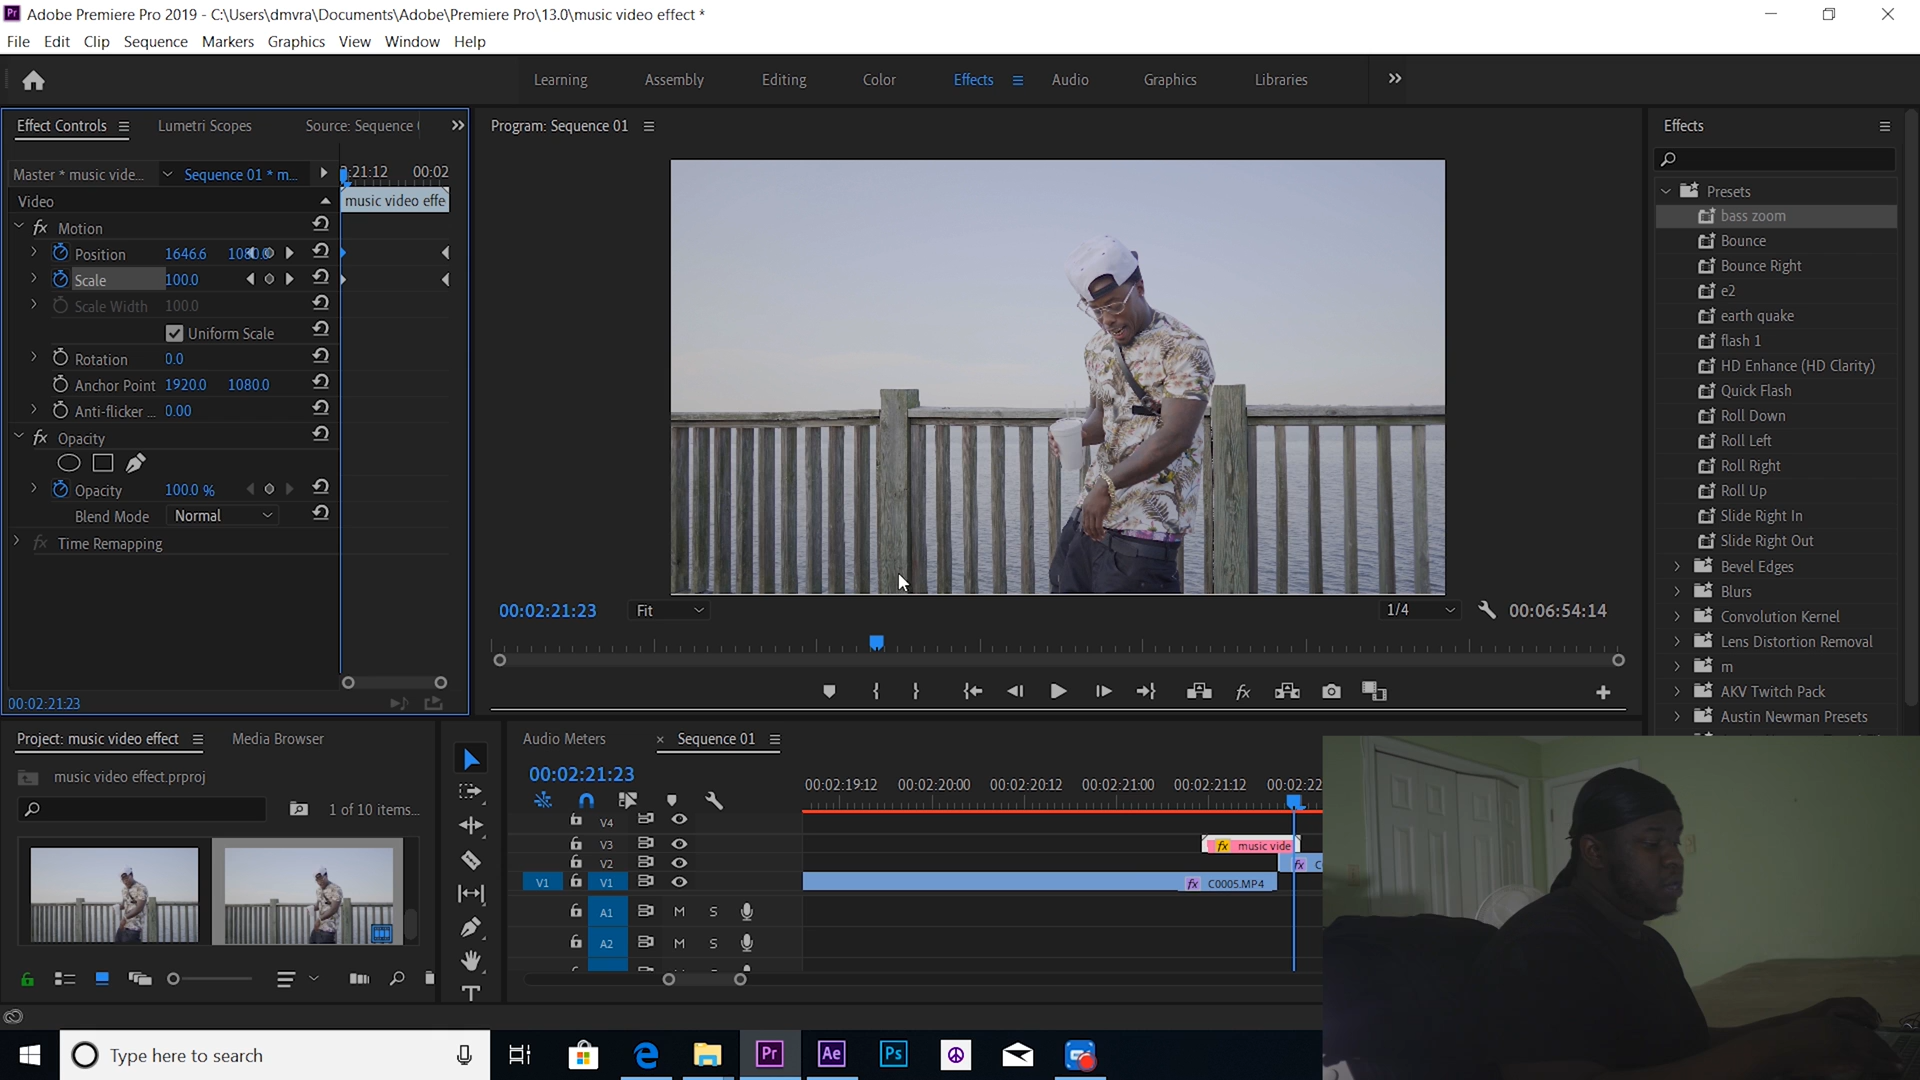 Adobe Premiere Pro 2019 - C:\Users\dmvra\Documents\Adobe\Premiere Pro\13.0\music video effect *
File Edit Clip Sequence Markers Graphics View Window Help
Learning Assembly Editing Color Effects Audio Graphics Libraries
Effect Controls Lumetri Scopes Source: Sequence
Program: Sequence 01
Effects
Master * music vide... Sequence 01 * m...
:21:12 00:02
Video
music video effe
Motion
Position 1646.6 1080.0
Scale 100.0
Scale Width 100.0
Uniform Scale
Rotation 0.0
Anchor Point 1920.0 1080.0
Anti-flicker ... 0.00
Opacity
Opacity 100.0 %
Blend Mode Normal
Time Remapping
00:02:21:23
00:02:21:23 Fit 1/4 00:06:54:14
Presets
bass zoom
Bounce
Bounce Right
e2
earth quake
flash 1
HD Enhance (HD Clarity)
Quick Flash
Roll Down
Roll Left
Roll Right
Roll Up
Slide Right In
Slide Right Out
Bevel Edges
Blurs
Convolution Kernel
Lens Distortion Removal
m
AKV Twitch Pack
Austin Newman Presets
Project: music video effect Media Browser
music video effect.prproj
1 of 10 items...
Audio Meters × Sequence 01
00:02:21:23
00:02:19:12 00:02:20:00 00:02:20:12 00:02:21:00 00:02:21:12 00:02:22
V4
V3 music vide
V2 C
V1 V1 C0005.MP4
A1 M S
A2 M S
Type here to search
Pr Ae Ps